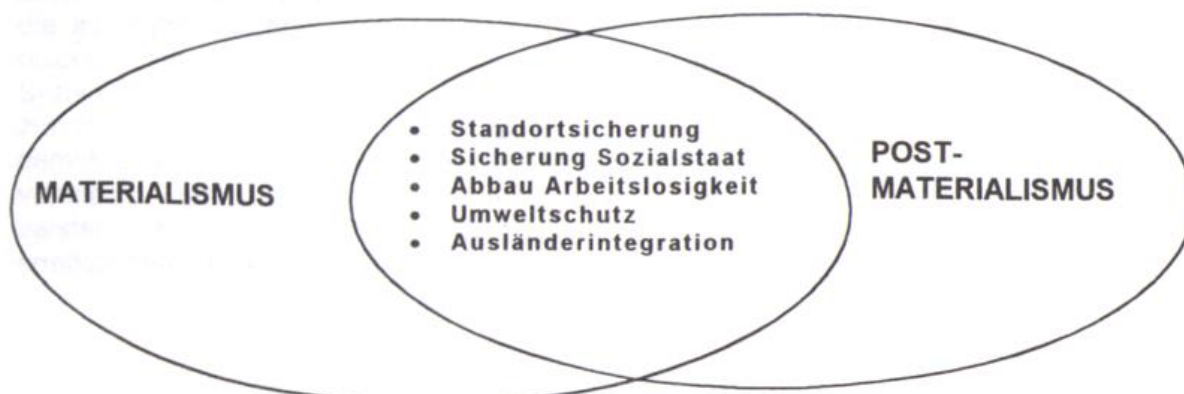 MATERIALISMUS
• Standortsicherung
• Sicherung Sozialstaat
• Abbau Arbeitslosigkeit
• Umweltschutz
• Ausländerintegration
POST-
MATERIALISMUS